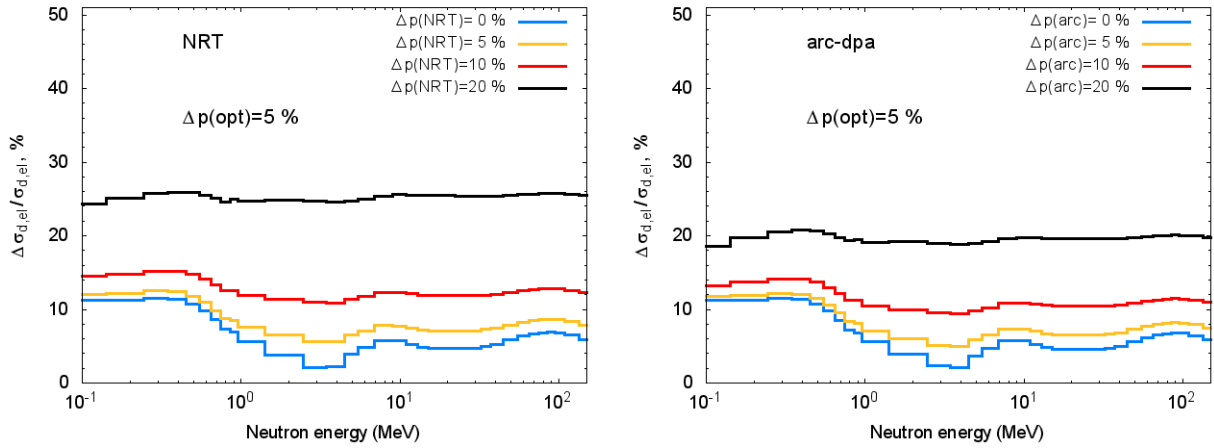 50
40
30
20
10
0
Δσd,el/σd,el, %
NRT
Δp(opt)=5 %
Δp(NRT)= 0 %
Δp(NRT)= 5 %
Δp(NRT)=10 %
Δp(NRT)=20 %
10-1
100
101
102
Neutron energy (MeV)
50
40
30
20
10
0
Δσd,el/σd,el, %
arc-dpa
Δp(opt)=5 %
Δp(arc)= 0 %
Δp(arc)= 5 %
Δp(arc)=10 %
Δp(arc)=20 %
10-1
100
101
102
Neutron energy (MeV)